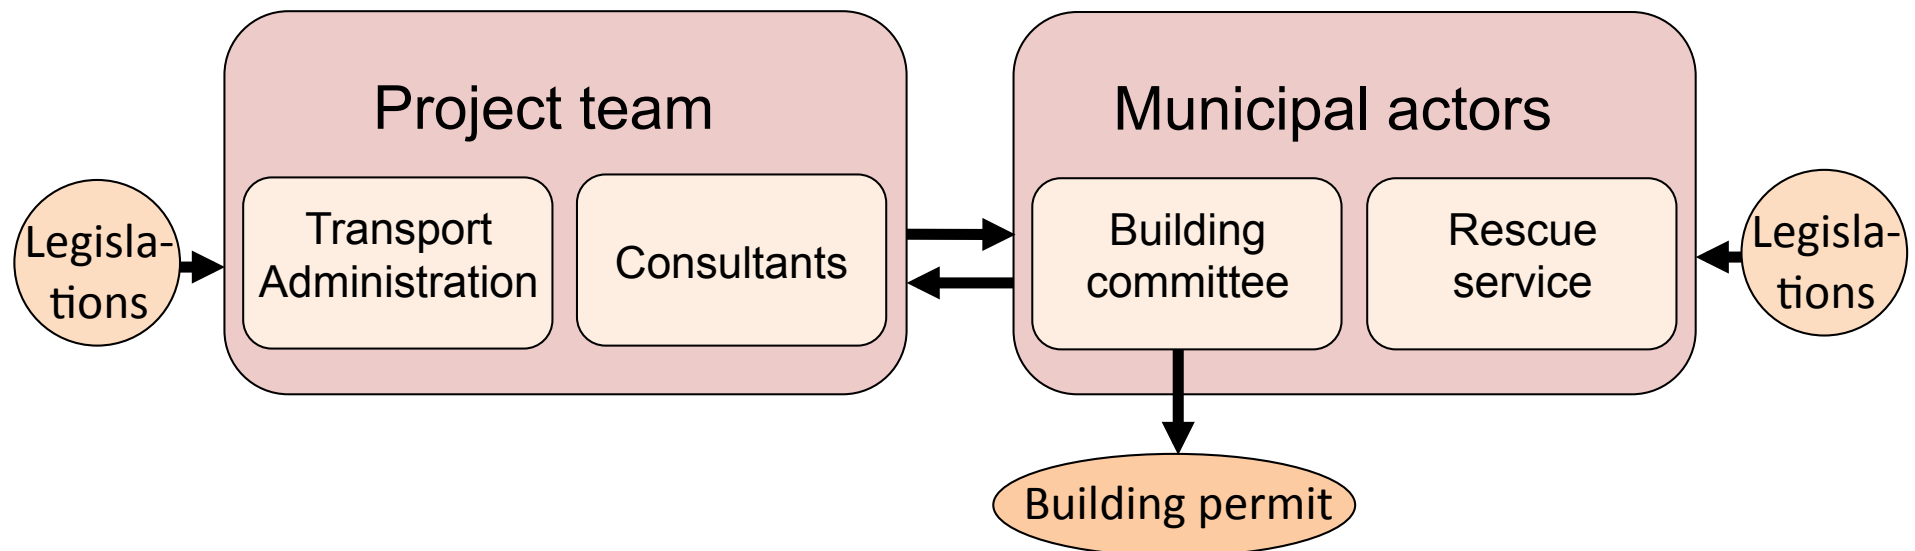 Project team
Municipal actors
Legisla-
tions
Transport
Administration
Consultants
Building
committee
Rescue
service
Legisla-
tions
Building permit